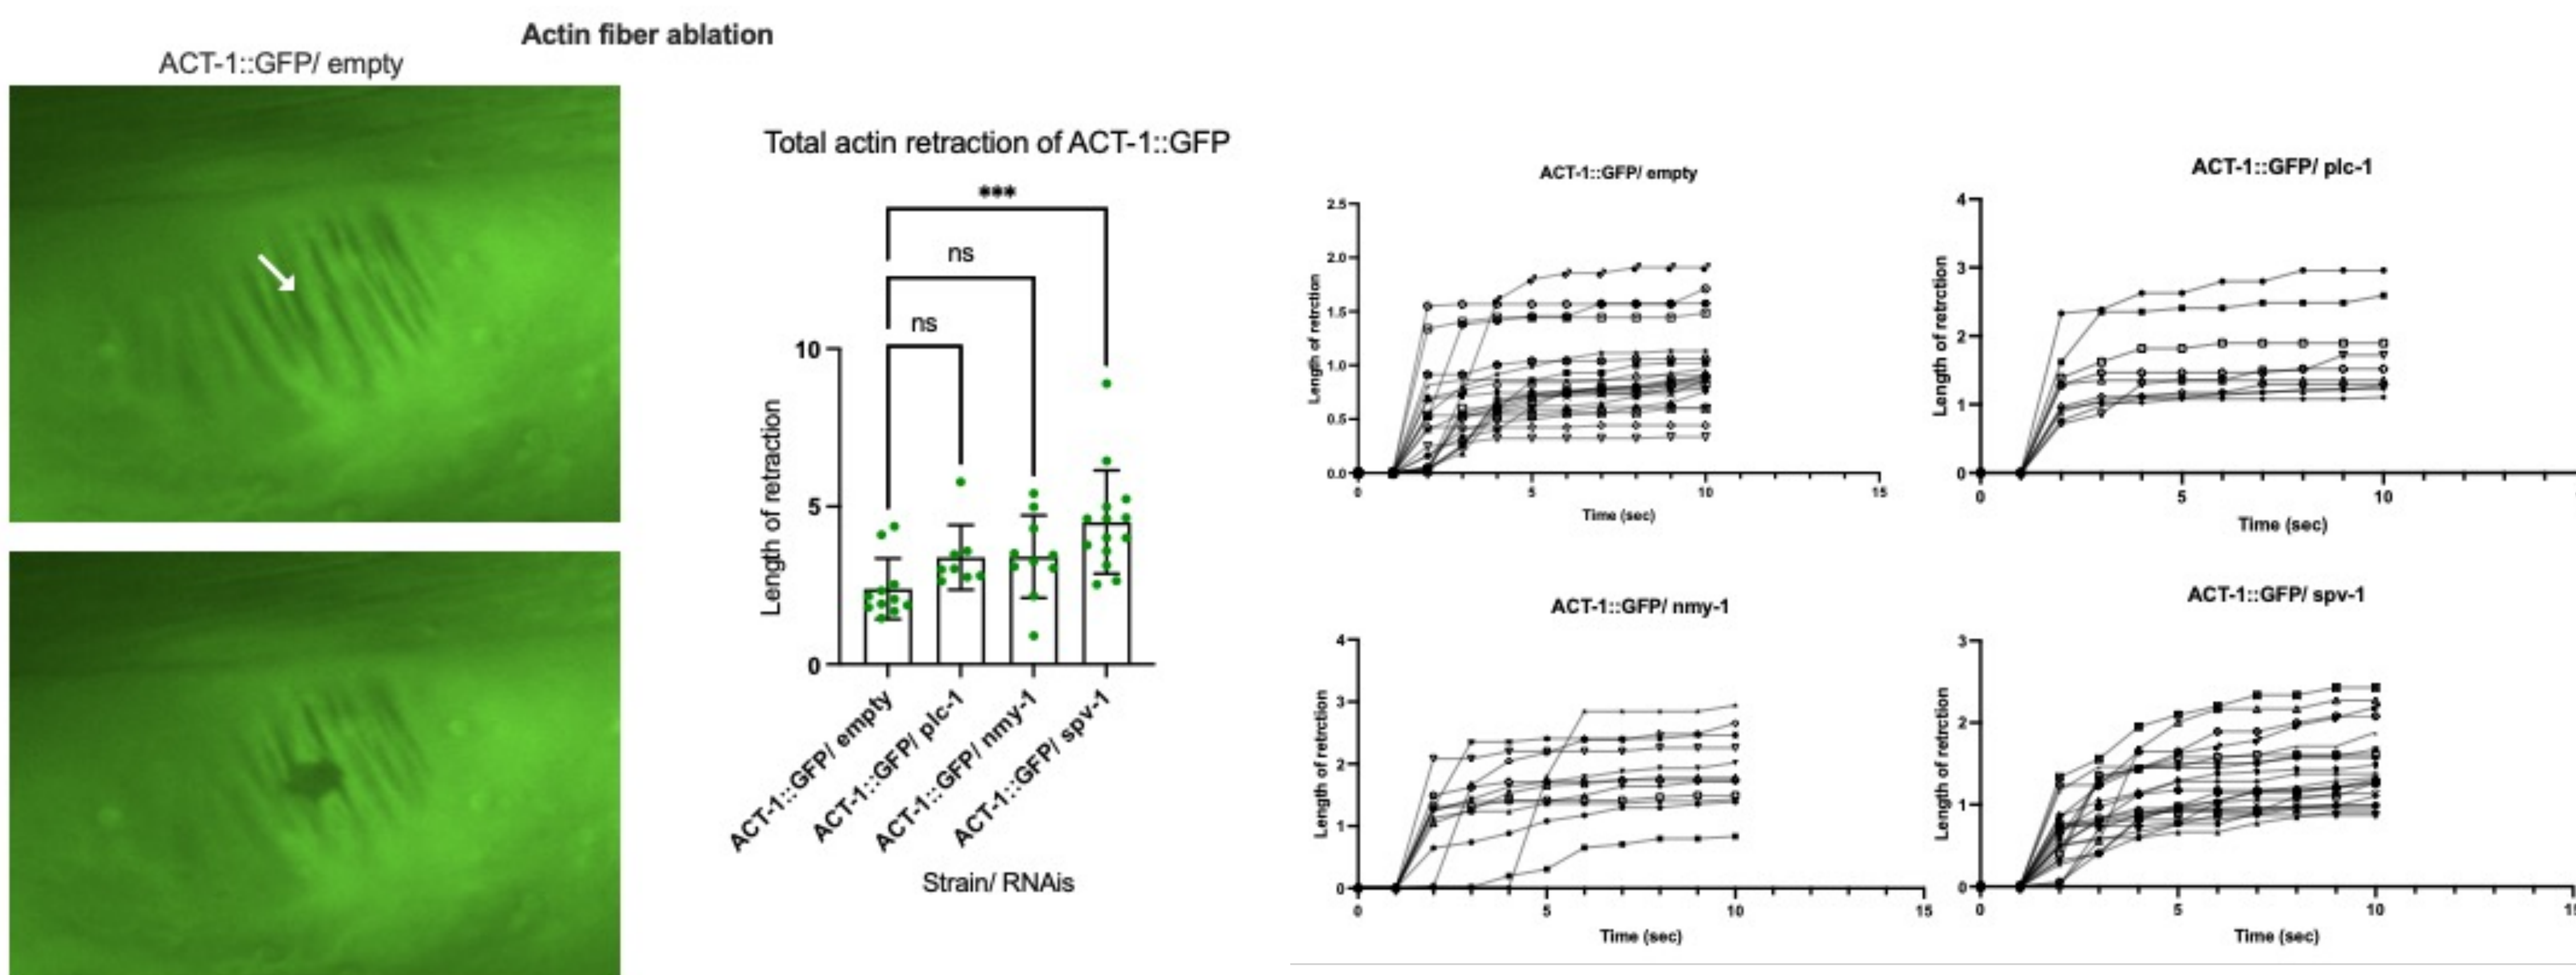 Actin fiber ablation
ACT-1::GFP/ empty
Total actin retraction of ACT-1::GFP
***
ns
ns
10
5
0
Length of retraction
ACT-1::GFP/ empty
ACT-1::GFP/ plc-1
ACT-1::GFP/ nmy-1
ACT-1::GFP/ spv-1
Strain/ RNAis
ACT-1::GFP/ empty
2.5
2.0
1.5
1.0
0.5
0.0
Length of retrction
0 5 10 15
Time (sec)
ACT-1::GFP/ plc-1
4
3
2
1
0
Length of retrction
0 5 10
Time (sec)
ACT-1::GFP/ nmy-1
4
3
2
1
0
Length of retrction
0 5 10 15
Time (sec)
ACT-1::GFP/ spv-1
3
2
1
0
Length of retrction
0 5 10
Time (sec)